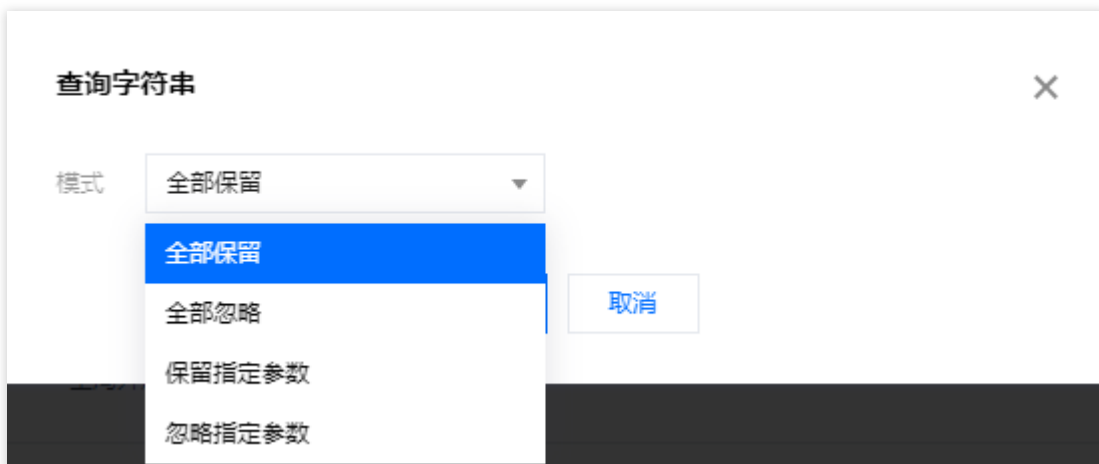 查询字符串
模式
全部保留
全部保留
全部忽略
取消
保留指定参数
忽略指定参数